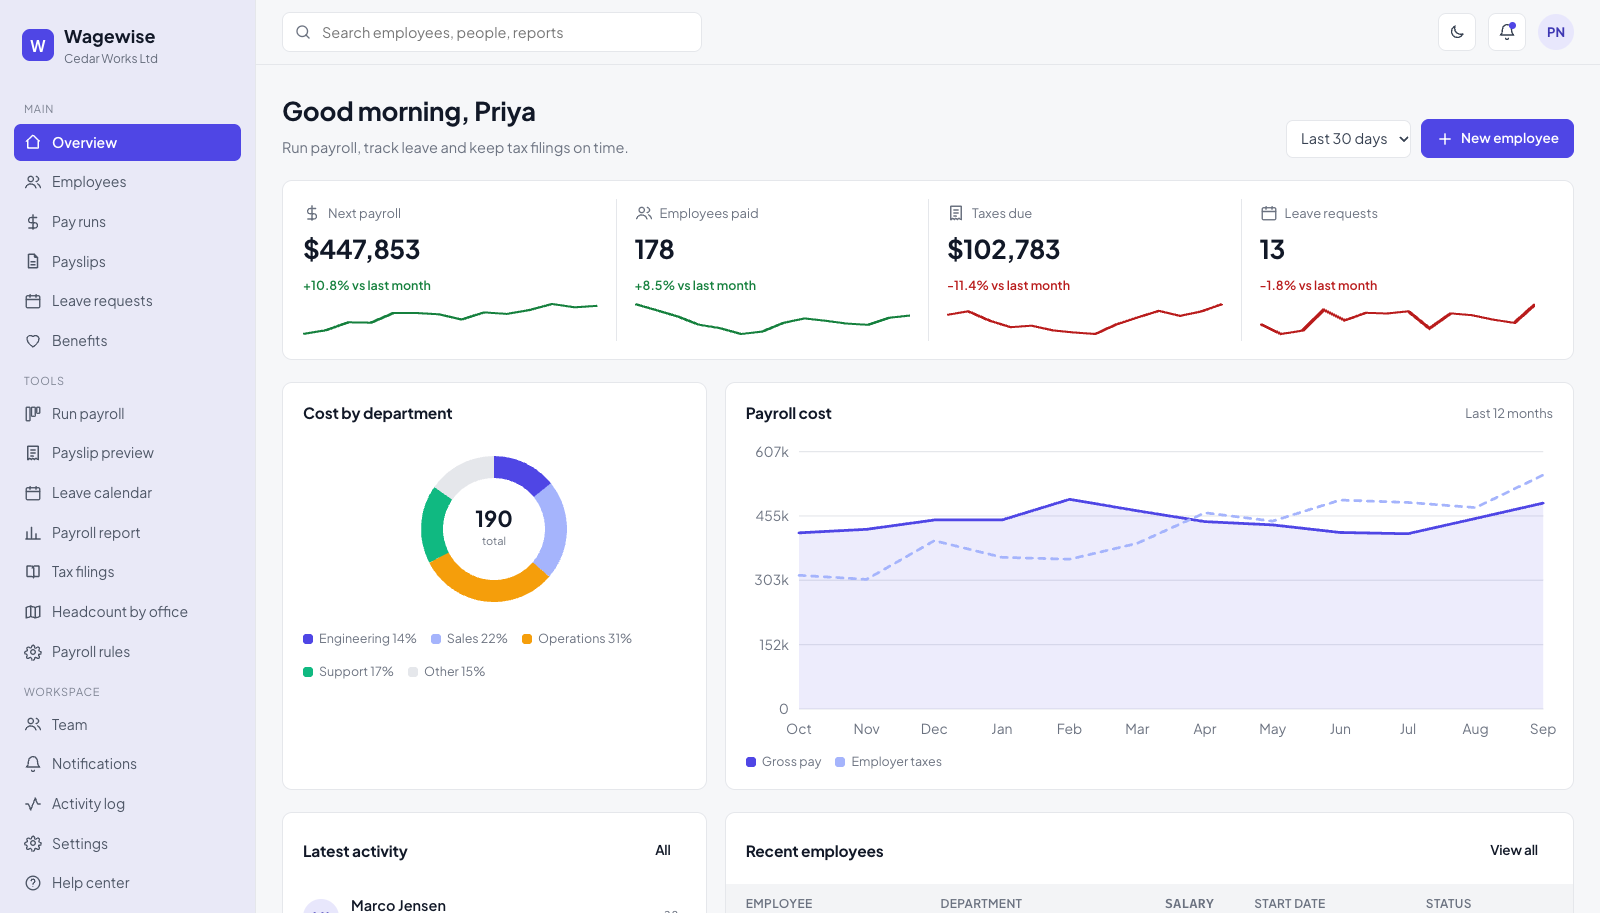 W
Wagewise
Cedar Works Ltd
MAIN
Overview
Employees
Pay runs
Payslips
Leave requests
Benefits
TOOLS
Run payroll
Payslip preview
Leave calendar
Payroll report
Tax filings
Headcount by office
Payroll rules
WORKSPACE
Team
Notifications
Activity log
Settings
Help center
Search employees, people, reports
PN
Good morning, Priya
Run payroll, track leave and keep tax filings on time.
Last 30 days
New employee
Next payroll
$447,853
+10.8% vs last month
Employees paid
178
+8.5% vs last month
Taxes due
$102,783
-11.4% vs last month
Leave requests
13
-1.8% vs last month
Cost by department
190
total
Engineering 14%
Sales 22%
Operations 31%
Support 17%
Other 15%
Payroll cost
Last 12 months
607k
455k
303k
152k
0
Oct Nov Dec Jan Feb Mar Apr May Jun Jul Aug Sep
Gross pay
Employer taxes
Latest activity
All
Marco Jensen
Recent employees
View all
EMPLOYEE DEPARTMENT SALARY START DATE STATUS